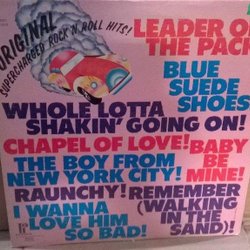 ORIGINAL
SUPERCHARGED ROCK N ROLL HITS!
LEADER OF
THE PACK
BLUE
SUEDE
SHOES
WHOLE LOTTA
SHAKIN' GOING ON!
CHAPEL OF LOVE!
BABY
BE
MINE!
THE BOY FROM
NEW YORK CITY!
RAUNCHY!
REMEMBER
(WALKING
IN THE
SAND)!
I WANNA
LOVE HIM
SO BAD!